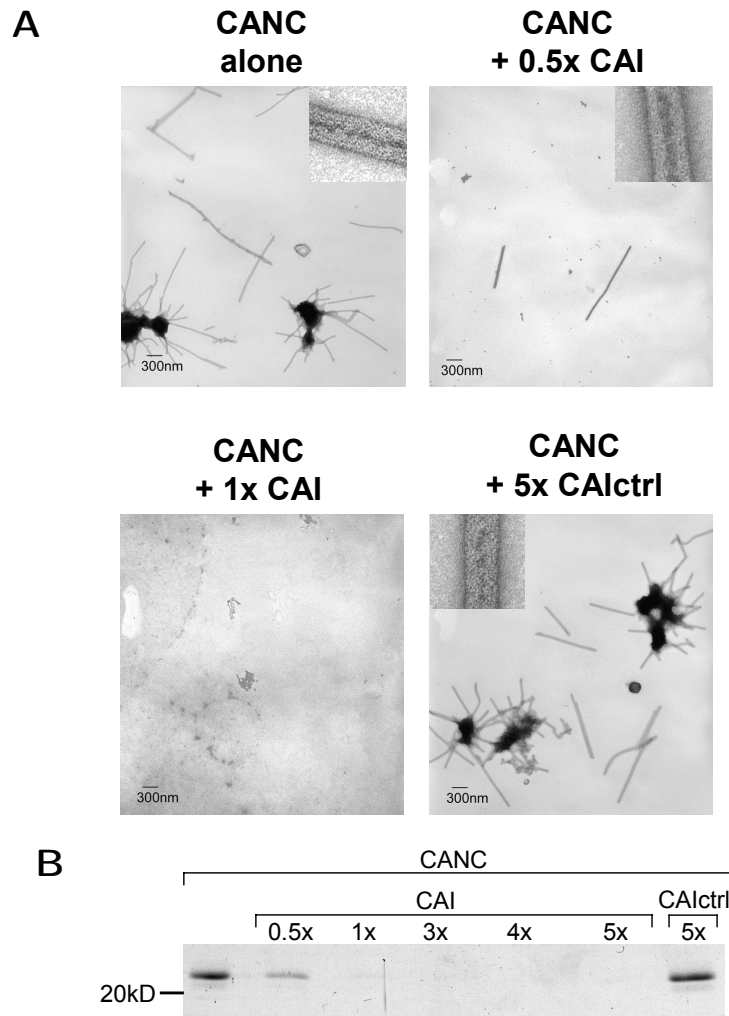 A
CANC
alone
CANC
+ 0.5x CAI
300nm
300nm
CANC
+ 1x CAI
CANC
+ 5x CAIctrl
300nm
300nm
B
CANC
CAI
CAIctrl
0.5x 1x 3x 4x 5x 5x
20kD